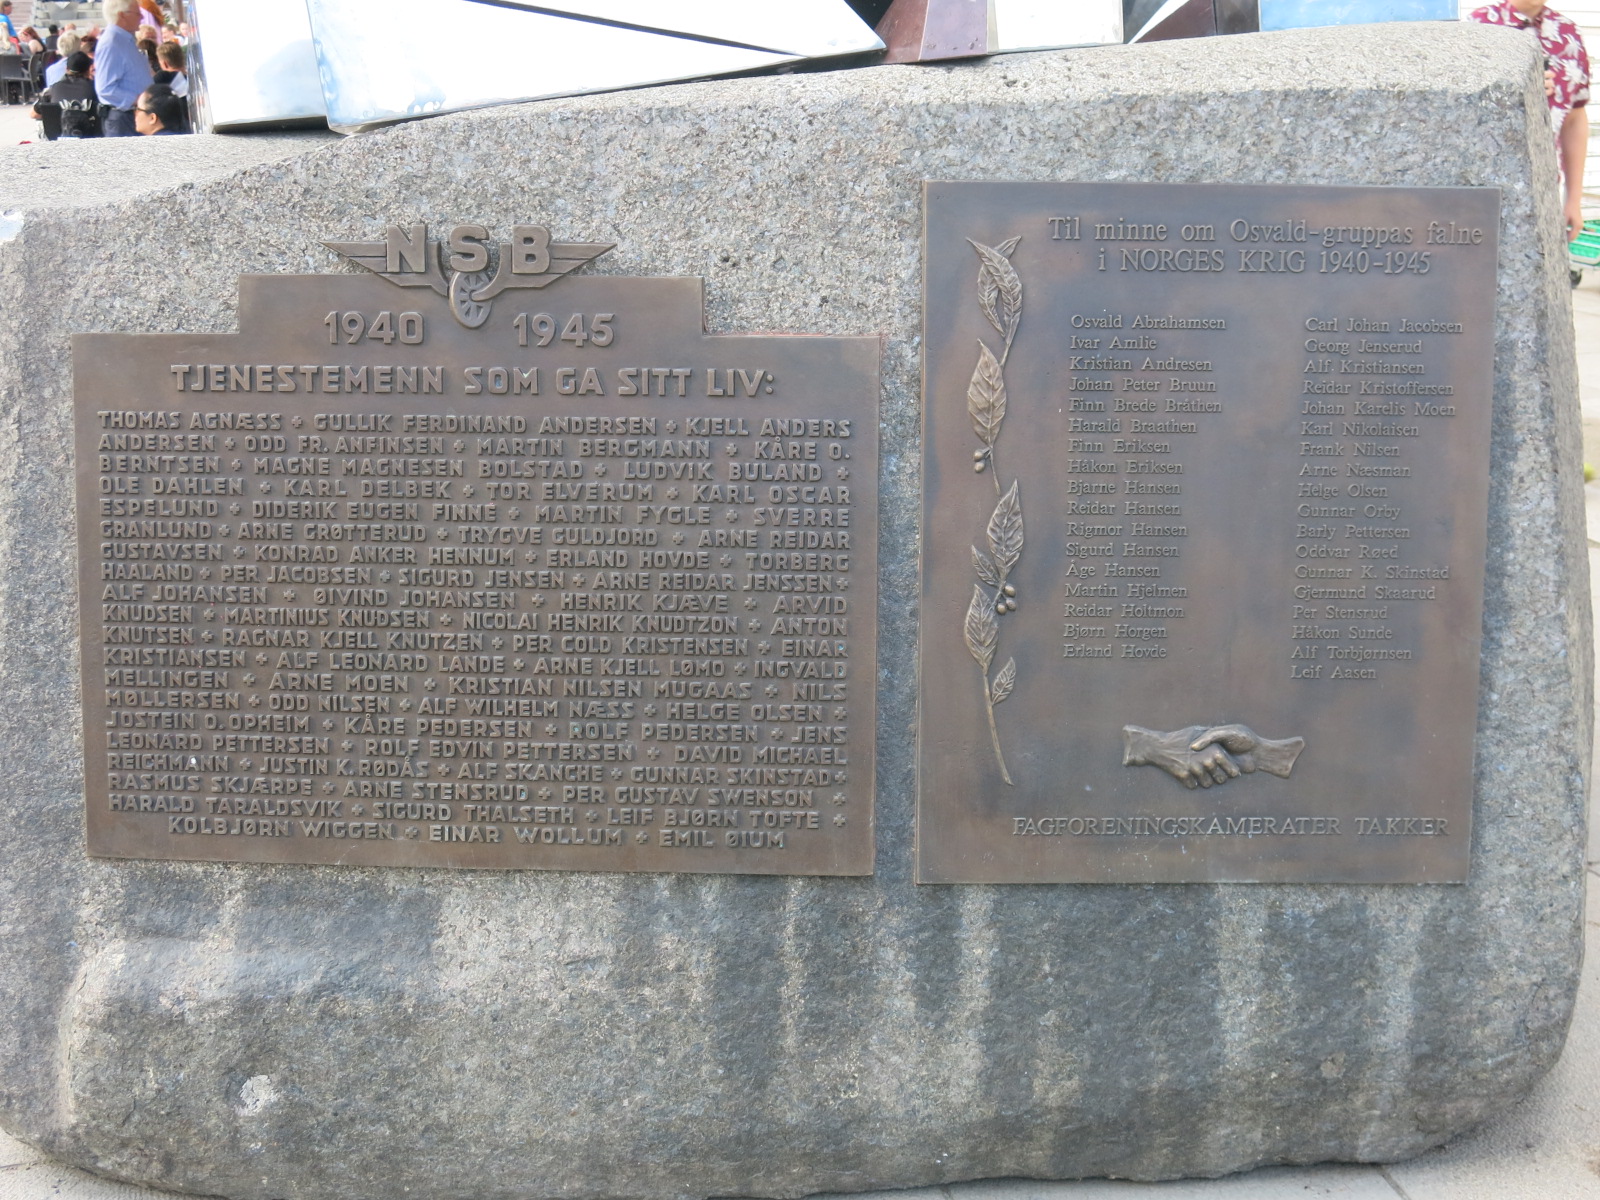 NSB
1940 1945
TJENESTEMENN SOM GA SITT LIV:
THOMAS AGNÆSS + GULLIK FERDINAND ANDERSEN + KJELL ANDERS
ANDERSEN + ODD FR. ANFINSEN + MARTIN BERGMANN + KÅRE O.
BERNTSEN + MAGNE MAGNESEN BOLSTAD + LUDVIK BULAND +
OLE DAHLEN + KARL DELBEK + TOR ELVERUM + KARL OSCAR
ESPELUND + DIDERIK EUGEN FINNE + MARTIN FYGLE + SVERRE
GRANLUND + ARNE GRØTTERUD + TRYGVE GULDJORD + ARNE REIDAR
GUSTAVSEN + KONRAD ANKER HENNUM + ERLAND HOVDE + TORBERG
HAALAND + PER JACOBSEN + SIGURD JENSEN + ARNE REIDAR JENSSEN +
ALF JOHANSEN + ØIVIND JOHANSEN + HENRIK KJÆVE + ARVID
KNUDSEN + MARTINIUS KNUDSEN + NICOLAI HENRIK KNUDTZON + ANTON
KNUTSEN + RAGNAR KJELL KNUTZEN + PER COLD KRISTENSEN + EINAR
KRISTIANSEN + ALF LEONARD LANDE + ARNE KJELL LØMO + INGVALD
MELLINGEN + ARNE MOEN + KRISTIAN NILSEN MUGAAS + NILS
MØLLERSEN + ODD NILSEN + ALF WILHELM NÆSS + HELGE OLSEN +
JOSTEIN O. OPHEIM + KÅRE PEDERSEN + ROLF PEDERSEN + JENS
LEONARD PETTERSEN + ROLF EDVIN PETTERSEN + DAVID MICHAEL
REICHMANN + JUSTIN K. RØDÅS + ALF SKANCHE + GUNNAR SKINSTAD +
RASMUS SKJÆRPE + ARNE STENSRUD + PER GUSTAV SWENSON +
HARALD TARALDSVIK + SIGURD THALSETH + LEIF BJØRN TOFTE +
KOLBJØRN WIGGEN + EINAR WOLLUM + EMIL ØIUM
Til minne om Osvald-gruppas falne
i NORGES KRIG 1940-1945
Osvald Abrahamsen
Ivar Amlie
Kristian Andresen
Johan Peter Bruun
Finn Brede Bråthen
Harald Braathen
Finn Eriksen
Håkon Eriksen
Bjarne Hansen
Reidar Hansen
Rigmor Hansen
Sigurd Hansen
Åge Hansen
Martin Hjelmen
Reidar Holtmon
Bjørn Horgen
Erland Hovde
Carl Johan Jacobsen
Georg Jenserud
Alf. Kristiansen
Reidar Kristoffersen
Johan Karelis Moen
Karl Nikolaisen
Frank Nilsen
Arne Næsman
Helge Olsen
Gunnar Orby
Barly Pettersen
Oddvar Røed
Gunnar K. Skinstad
Gjermund Skaarud
Per Stensrud
Håkon Sunde
Alf Torbjørnsen
Leif Aasen
FAGFORENINGSKAMERATER TAKKER